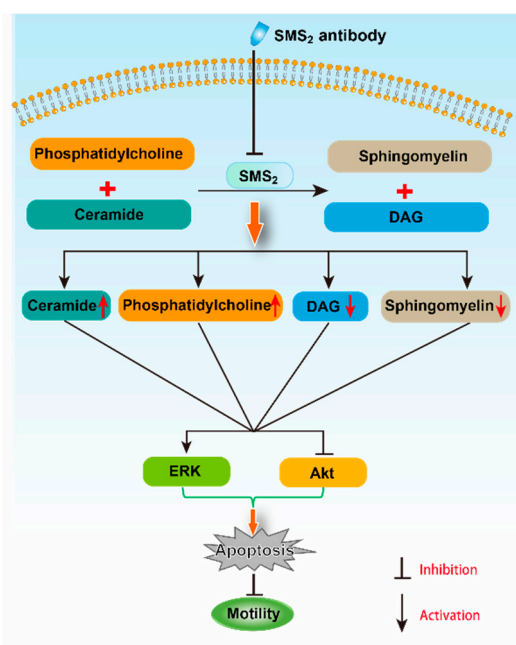 SMS₂ antibody
Phosphatidylcholine
Sphingomyelin
SMS₂
Ceramide
DAG
Ceramide
Phosphatidylcholine
DAG
Sphingomyelin
ERK
Akt
Apoptosis
Inhibition
Motility
Activation